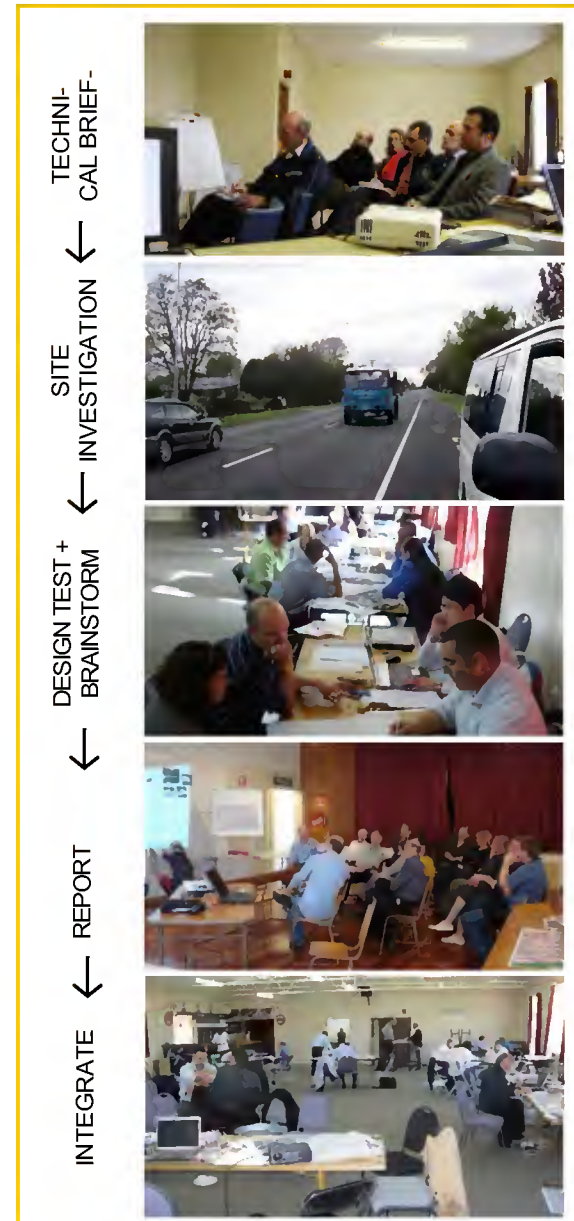 TECHNI-
CAL BRIEF-
SITE
INVESTIGATION
DESIGN TEST +
BRAINSTORM
REPORT
INTEGRATE